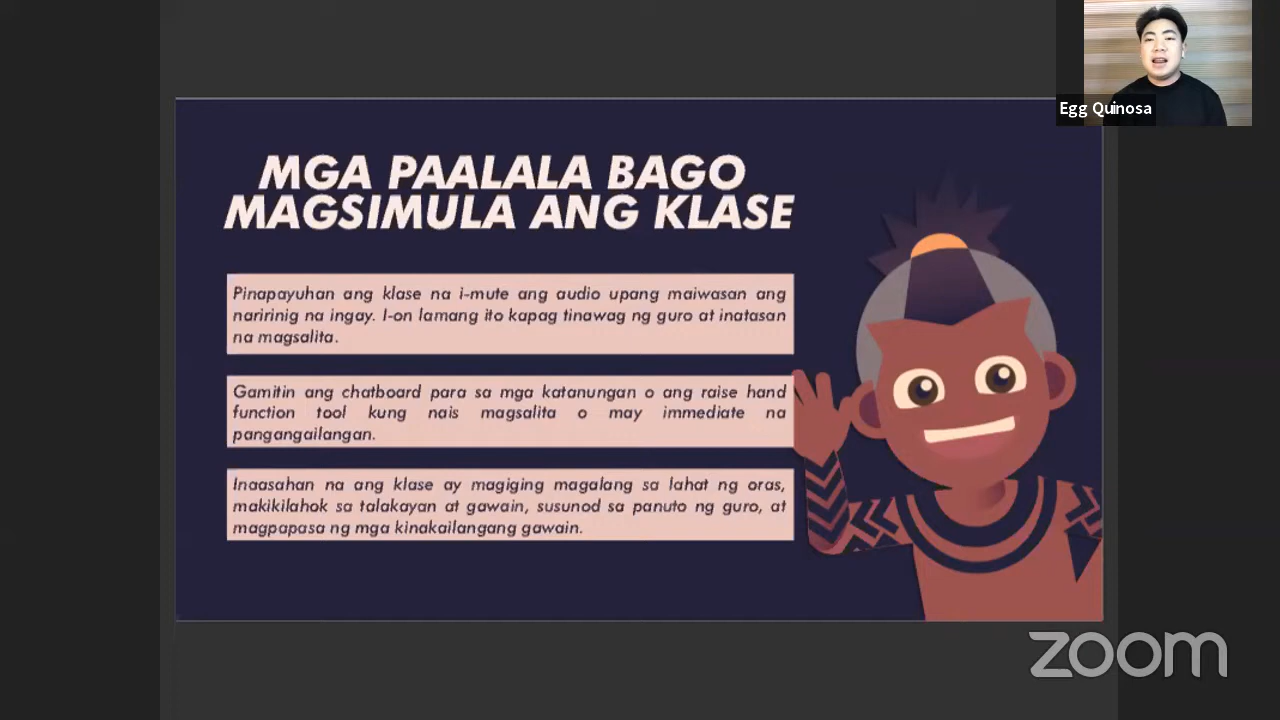 Egg Quinosa
MGA PAALALA BAGO
MAGSIMULA ANG KLASE
Pinapayuhan ang klase na i-mute ang audio upang maiwasan ang
naririnig na ingay. I-on lamang ito kapag tinawag ng guro at inatasan
na magsalita.
Gamitin ang chatboard para sa mga katanungan o ang raise hand
function tool kung nais magsalita o may immediate na
pangangailangan.
Inaasahan na ang klase ay magiging magalang sa lahat ng oras,
makikilahok sa talakayan at gawain, susunod sa panuto ng guro, at
magpapasa ng mga kinakailangang gawain.
zoom